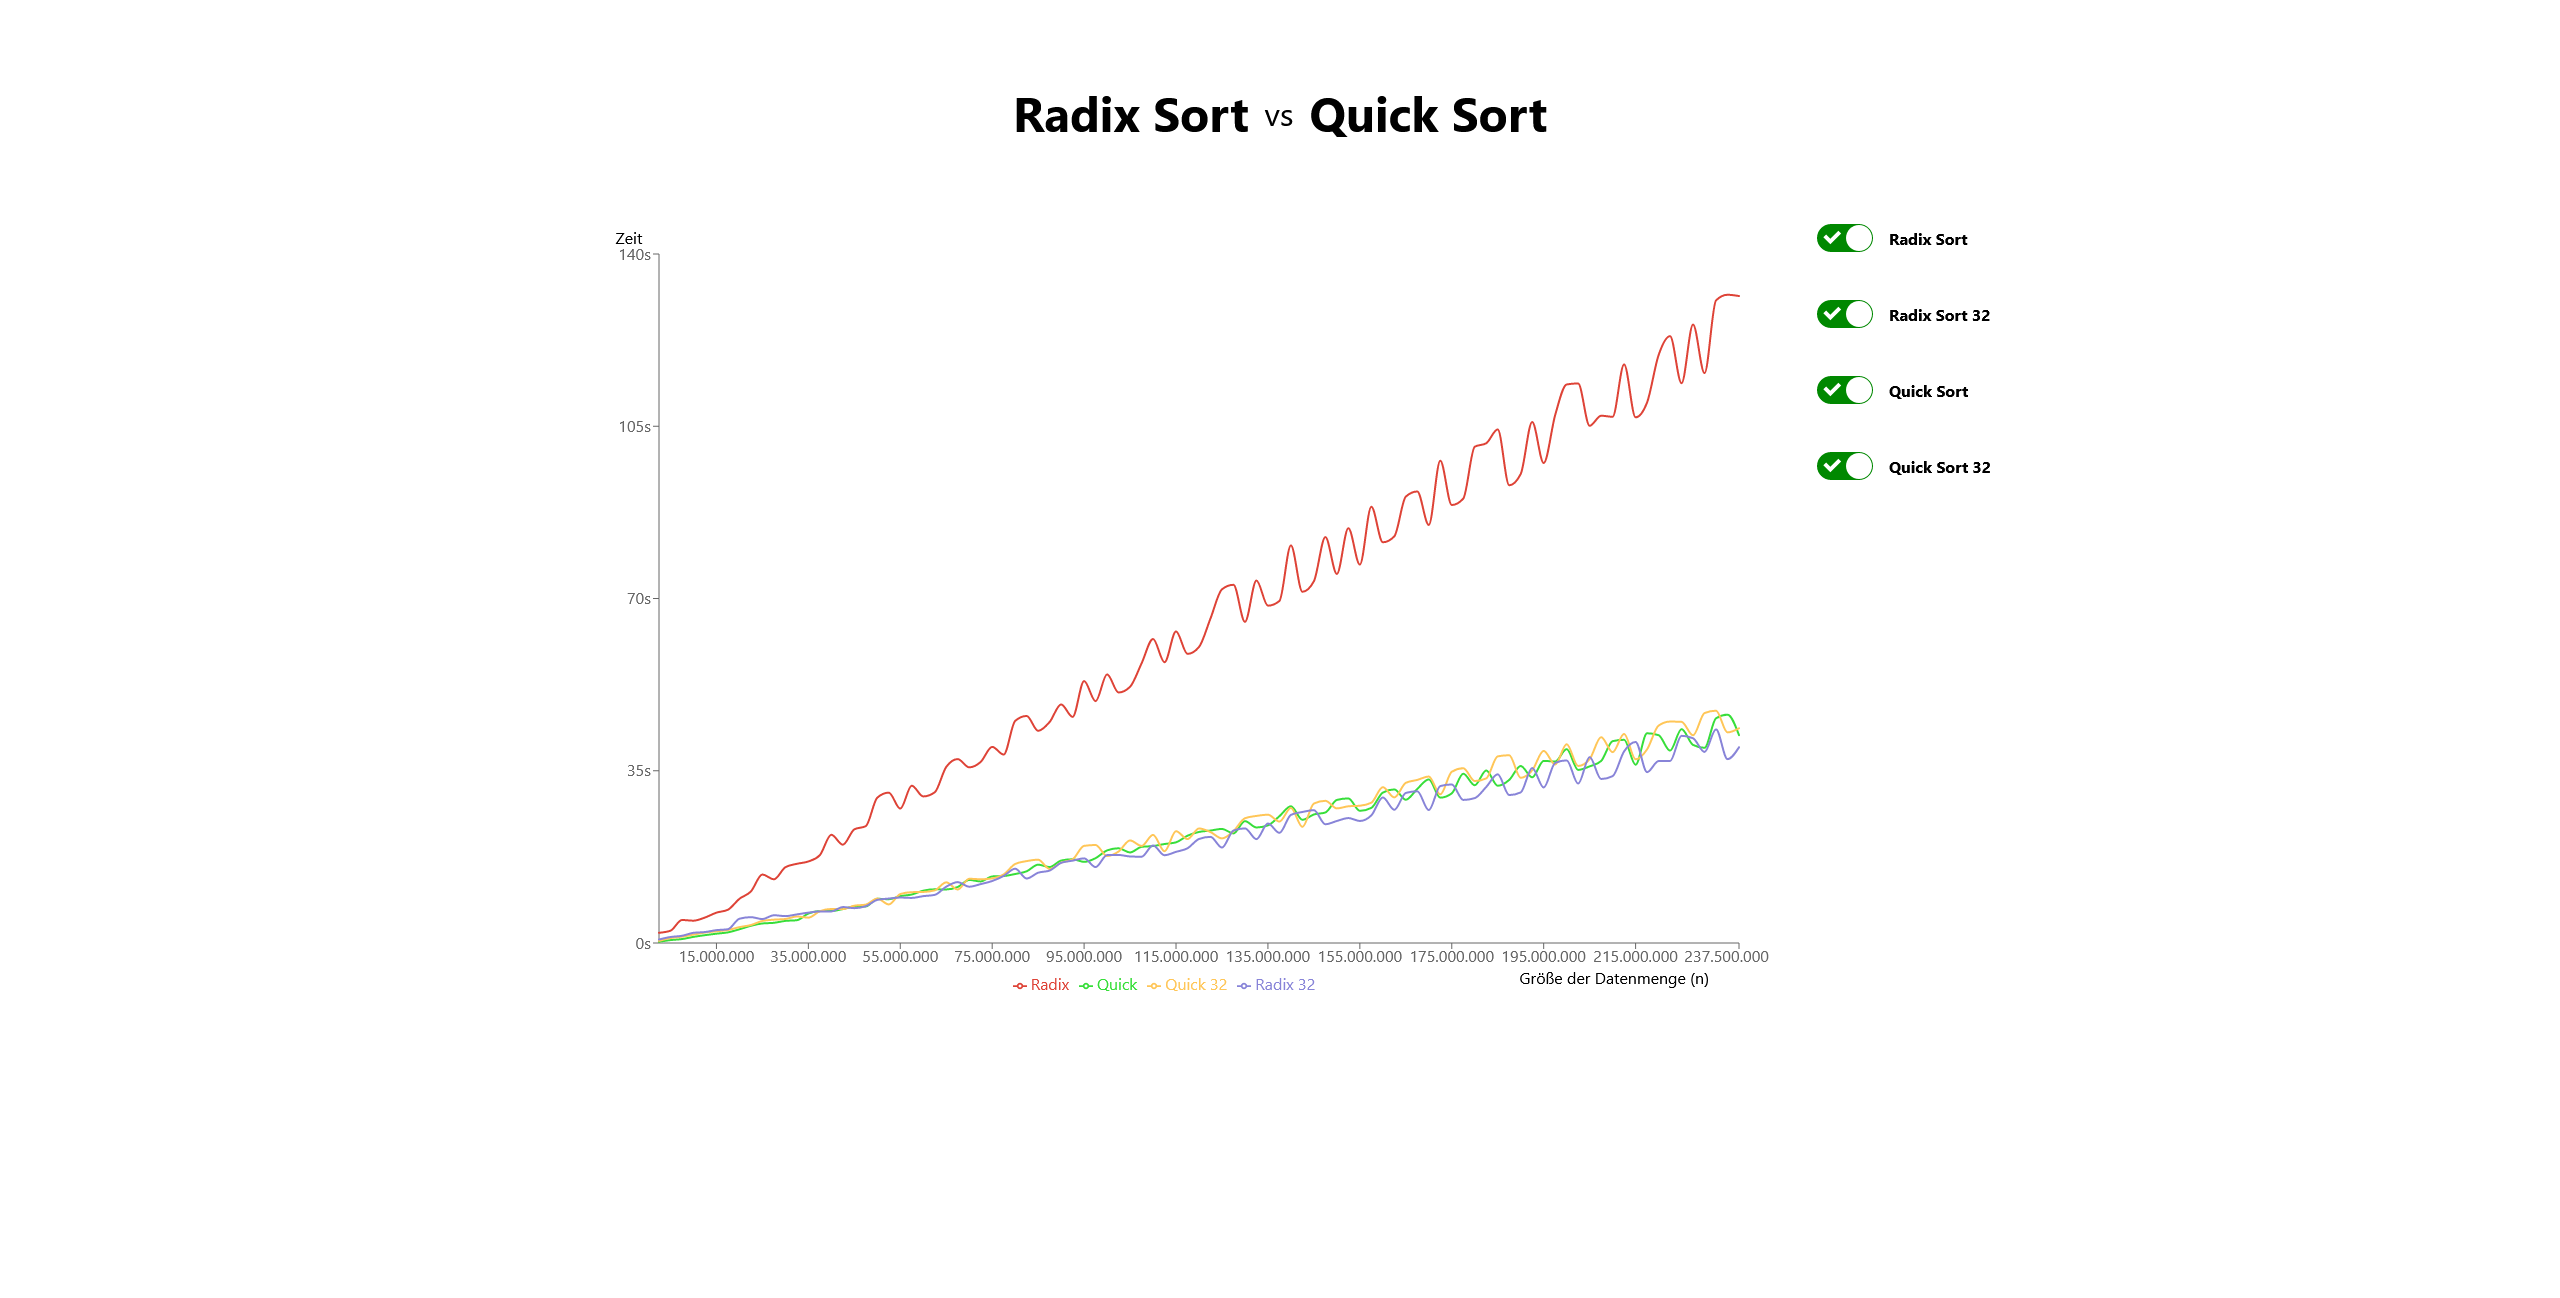 Radix Sort vs Quick Sort
Zeit
140s
105s
70s
35s
0s
15.000.000 35.000.000 55.000.000 75.000.000 95.000.000 115.000.000 135.000.000 155.000.000 175.000.000 195.000.000 215.000.000 237.500.000
Größe der Datenmenge (n)
Radix Quick Quick 32 Radix 32
Radix Sort
Radix Sort 32
Quick Sort
Quick Sort 32